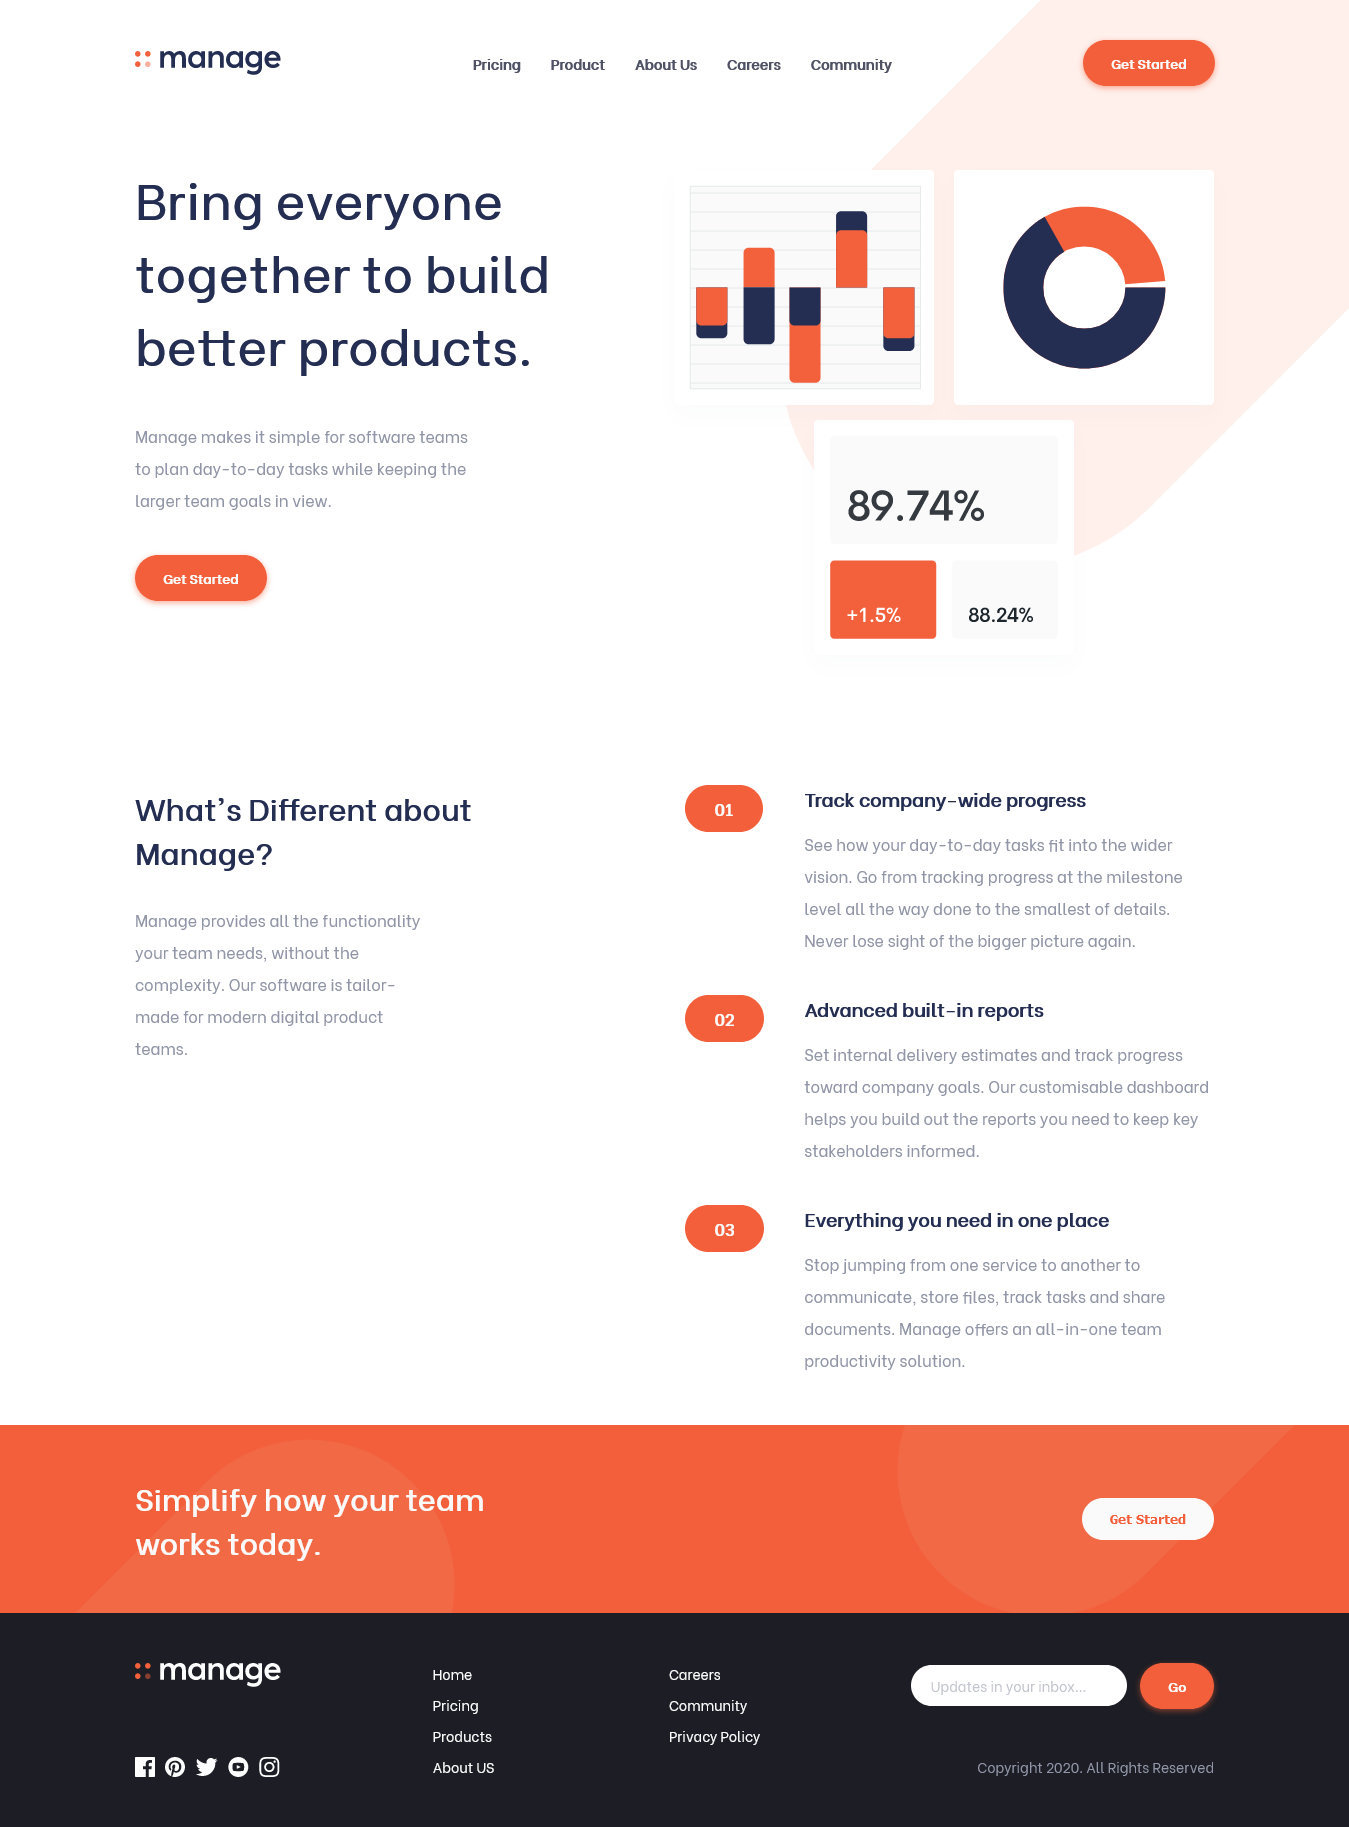 manage
Pricing
Product
About Us
Careers
Community
Get Started
Bring everyone
together to build
better products.
Manage makes it simple for software teams
to plan day-to-day tasks while keeping the
larger team goals in view.
Get Started
89.74%
+1.5%
88.24%
What's Different about
Manage?
Manage provides all the functionality
your team needs, without the
complexity. Our software is tailor-
made for modern digital product
teams.
01
Track company-wide progress
See how your day-to-day tasks fit into the wider
vision. Go from tracking progress at the milestone
level all the way done to the smallest of details.
Never lose sight of the bigger picture again.
02
Advanced built-in reports
Set internal delivery estimates and track progress
toward company goals. Our customisable dashboard
helps you build out the reports you need to keep key
stakeholders informed.
03
Everything you need in one place
Stop jumping from one service to another to
communicate, store files, track tasks and share
documents. Manage offers an all-in-one team
productivity solution.
Simplify how your team
works today.
Get Started
manage
Home
Pricing
Products
About US
Careers
Community
Privacy Policy
Updates in your inbox...
Go
Copyright 2020. All Rights Reserved